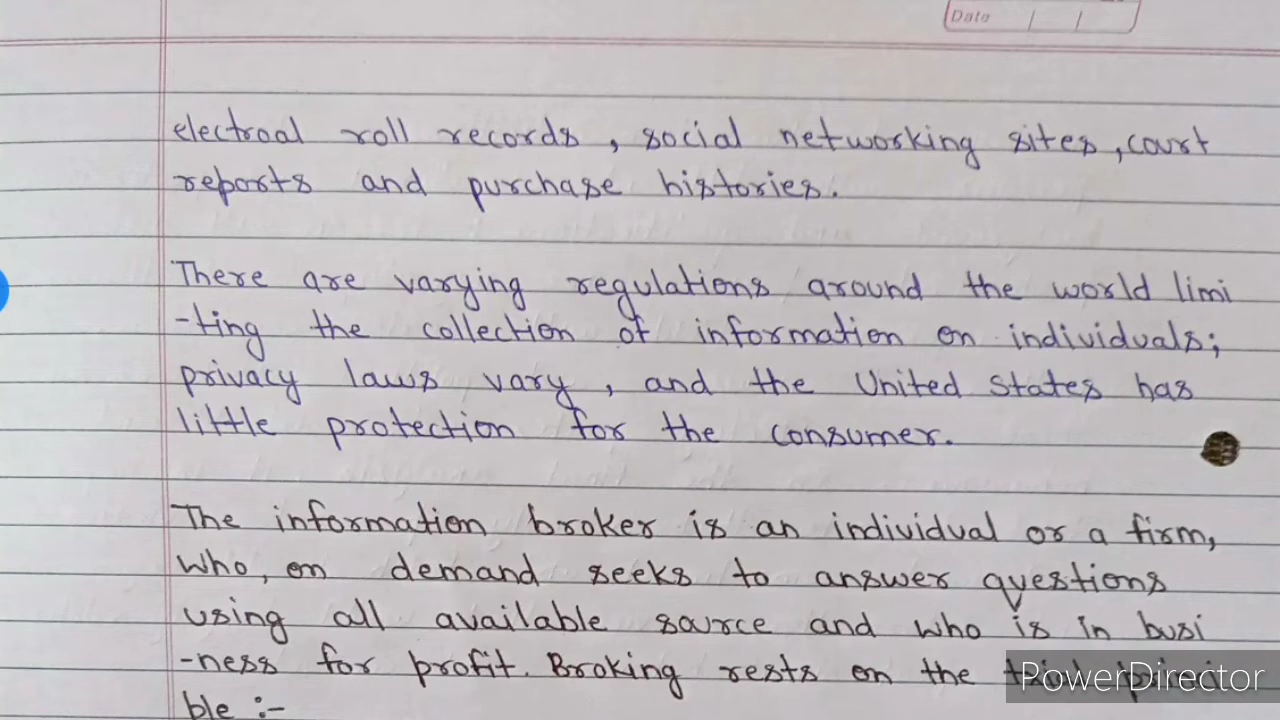 Date
electroal roll records, social networking sites, court
reports and purchase histories.
There are varying regulations around the world limi
-ting the collection of information on individuals;
privacy laws vary, and the United States has
little protection for the consumer.
The information broker is an individual or a firm,
who, on demand seeks to answer questions
using all available source and who is in busi
-ness for profit. Broking rests on the
PowerDirector
ble :-